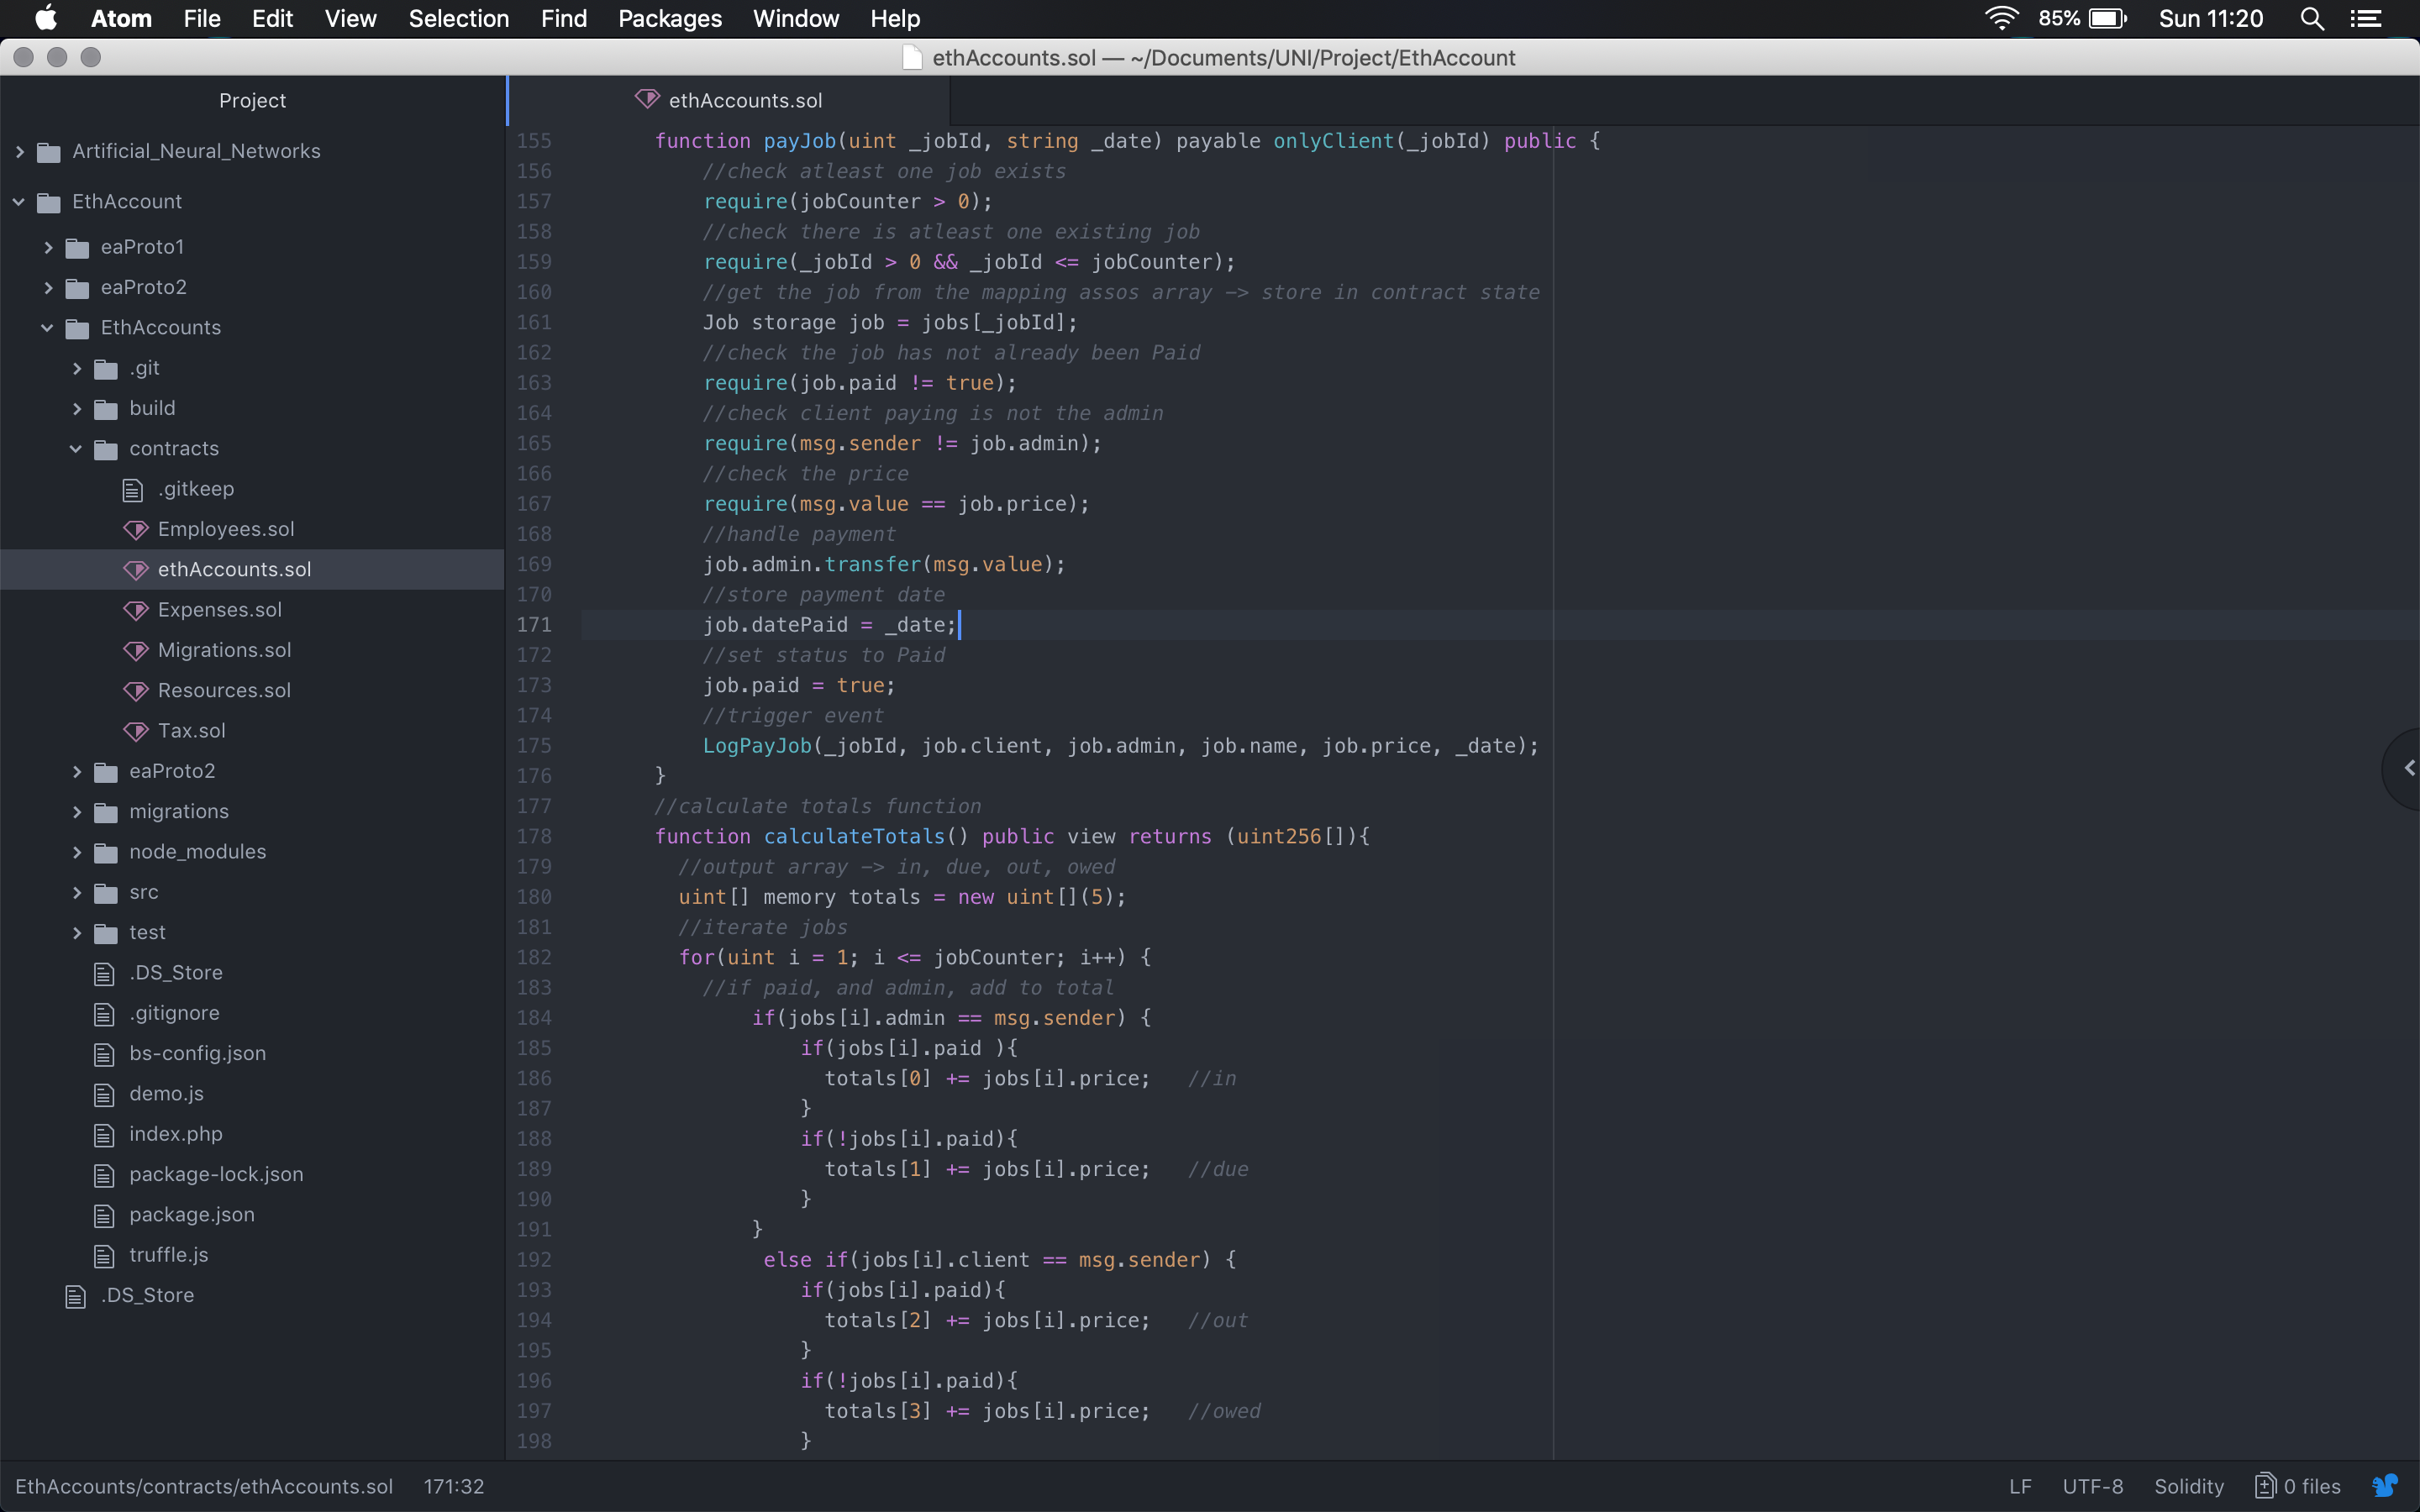 Atom File Edit View Selection Find Packages Window Help 85% Sun 11:20
ethAccounts.sol — ~/Documents/UNI/Project/EthAccount
Project
Artificial_Neural_Networks
EthAccount
eaProto1
eaProto2
EthAccounts
.git
build
contracts
.gitkeep
Employees.sol
ethAccounts.sol
Expenses.sol
Migrations.sol
Resources.sol
Tax.sol
eaProto2
migrations
node_modules
src
test
.DS_Store
.gitignore
bs-config.json
demo.js
index.php
package-lock.json
package.json
truffle.js
.DS_Store
ethAccounts.sol
155 function payJob(uint _jobId, string _date) payable onlyClient(_jobId) public {
156 //check atleast one job exists
157 require(jobCounter > 0);
158 //check there is atleast one existing job
159 require(_jobId > 0 && _jobId <= jobCounter);
160 //get the job from the mapping assos array —> store in contract state
161 Job storage job = jobs[_jobId];
162 //check the job has not already been Paid
163 require(job.paid != true);
164 //check client paying is not the admin
165 require(msg.sender != job.admin);
166 //check the price
167 require(msg.value == job.price);
168 //handle payment
169 job.admin.transfer(msg.value);
170 //store payment date
171 job.datePaid = _date;
172 //set status to Paid
173 job.paid = true;
174 //trigger event
175 LogPayJob(_jobId, job.client, job.admin, job.name, job.price, _date);
176 }
177 //calculate totals function
178 function calculateTotals() public view returns (uint256[]){
179 //output array —> in, due, out, owed
180 uint[] memory totals = new uint[](5);
181 //iterate jobs
182 for(uint i = 1; i <= jobCounter; i++) {
183 //if paid, and admin, add to total
184 if(jobs[i].admin == msg.sender) {
185 if(jobs[i].paid ){
186 totals[0] += jobs[i].price; //in
187 }
188 if(!jobs[i].paid){
189 totals[1] += jobs[i].price; //due
190 }
191 }
192 else if(jobs[i].client == msg.sender) {
193 if(jobs[i].paid){
194 totals[2] += jobs[i].price; //out
195 }
196 if(!jobs[i].paid){
197 totals[3] += jobs[i].price; //owed
198 }
EthAccounts/contracts/ethAccounts.sol 171:32 LF UTF-8 Solidity 0 files